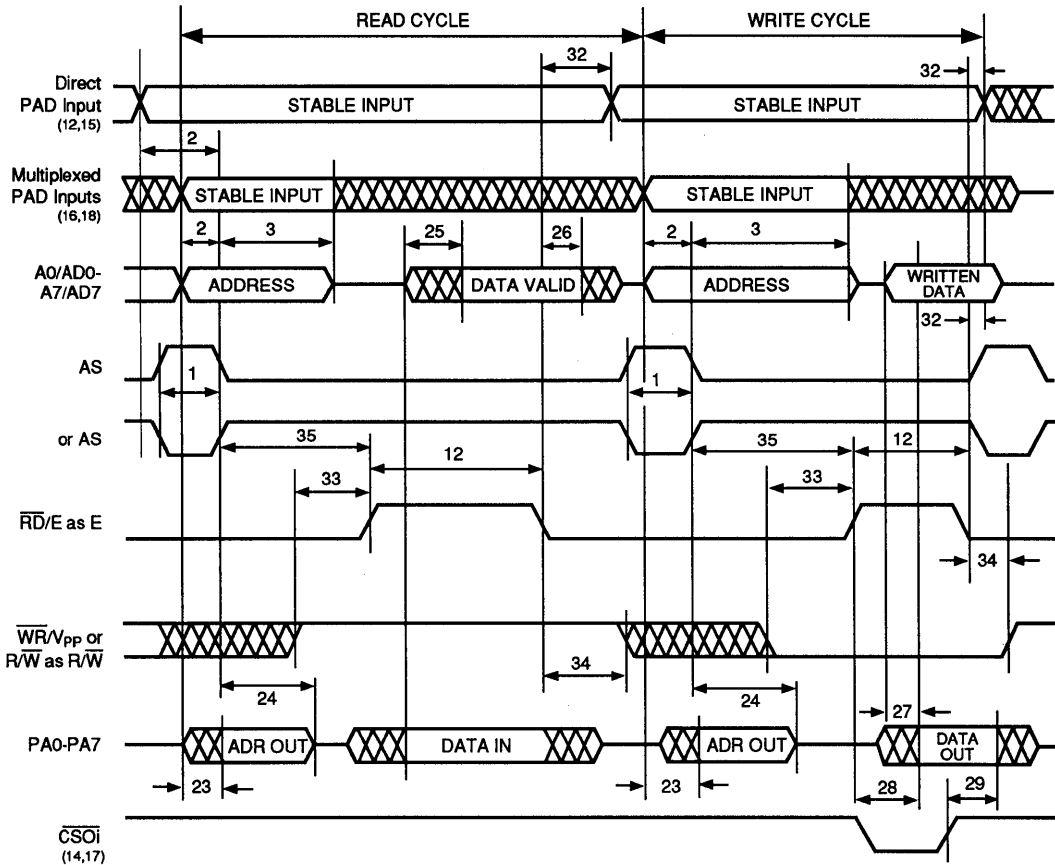 READ CYCLE WRITE CYCLE
32 32
Direct
PAD Input
(12,15)
STABLE INPUT STABLE INPUT
2
Multiplexed
PAD Inputs
(16,18)
STABLE INPUT STABLE INPUT
2 3 25 26 2 3
A0/AD0-
A7/AD7
ADDRESS DATA VALID ADDRESS WRITTEN
DATA
32
AS
1 1
or AS
35 12 35 12
33 33
RD/E as E
34
WR/VPP or
R/W as R/W
34
24 24
27
PA0-PA7
ADR OUT DATA IN ADR OUT DATA
OUT
23 23 28 29
CSOi
(14,17)